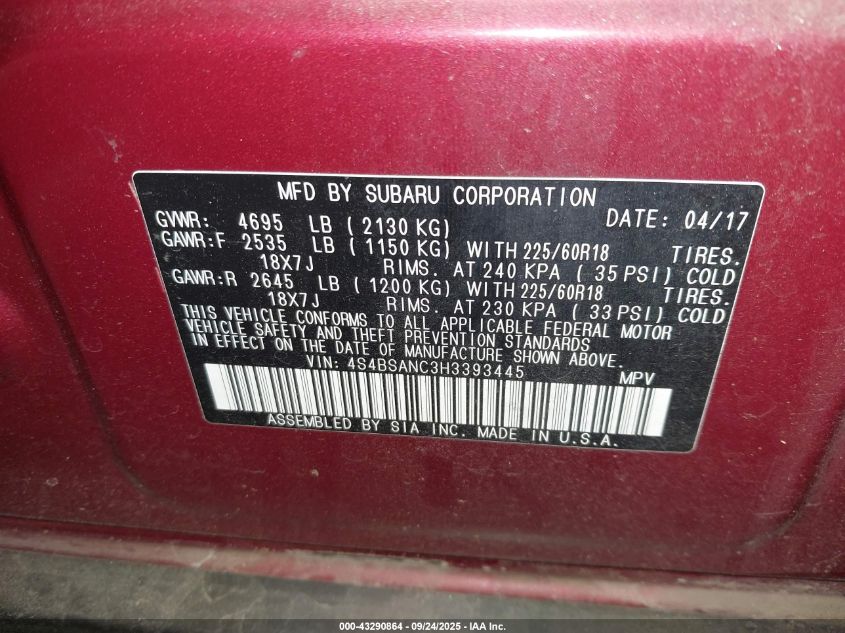 MFD BY SUBARU CORPORATION
GVWR: 4695 LB ( 2130 KG) DATE: 04/17
GAWR:F 2535 LB ( 1150 KG) WITH 225/60R18 TIRES.
18X7J RIMS. AT 240 KPA ( 35 PSI) COLD
GAWR:R 2645 LB ( 1200 KG) WITH 225/60R18 TIRES.
18X7J RIMS. AT 230 KPA ( 33 PSI) COLD
THIS VEHICLE CONFORMS TO ALL APPLICABLE FEDERAL MOTOR
VEHICLE SAFETY AND THEFT PREVENTION STANDARDS
IN EFFECT ON THE DATE OF MANUFACTURE SHOWN ABOVE.
VIN: 4S4BSANC3H3393445 MPV
ASSEMBLED BY SIA INC. MADE IN U.S.A.
000-43290864 - 09/24/2025 - IAA Inc.